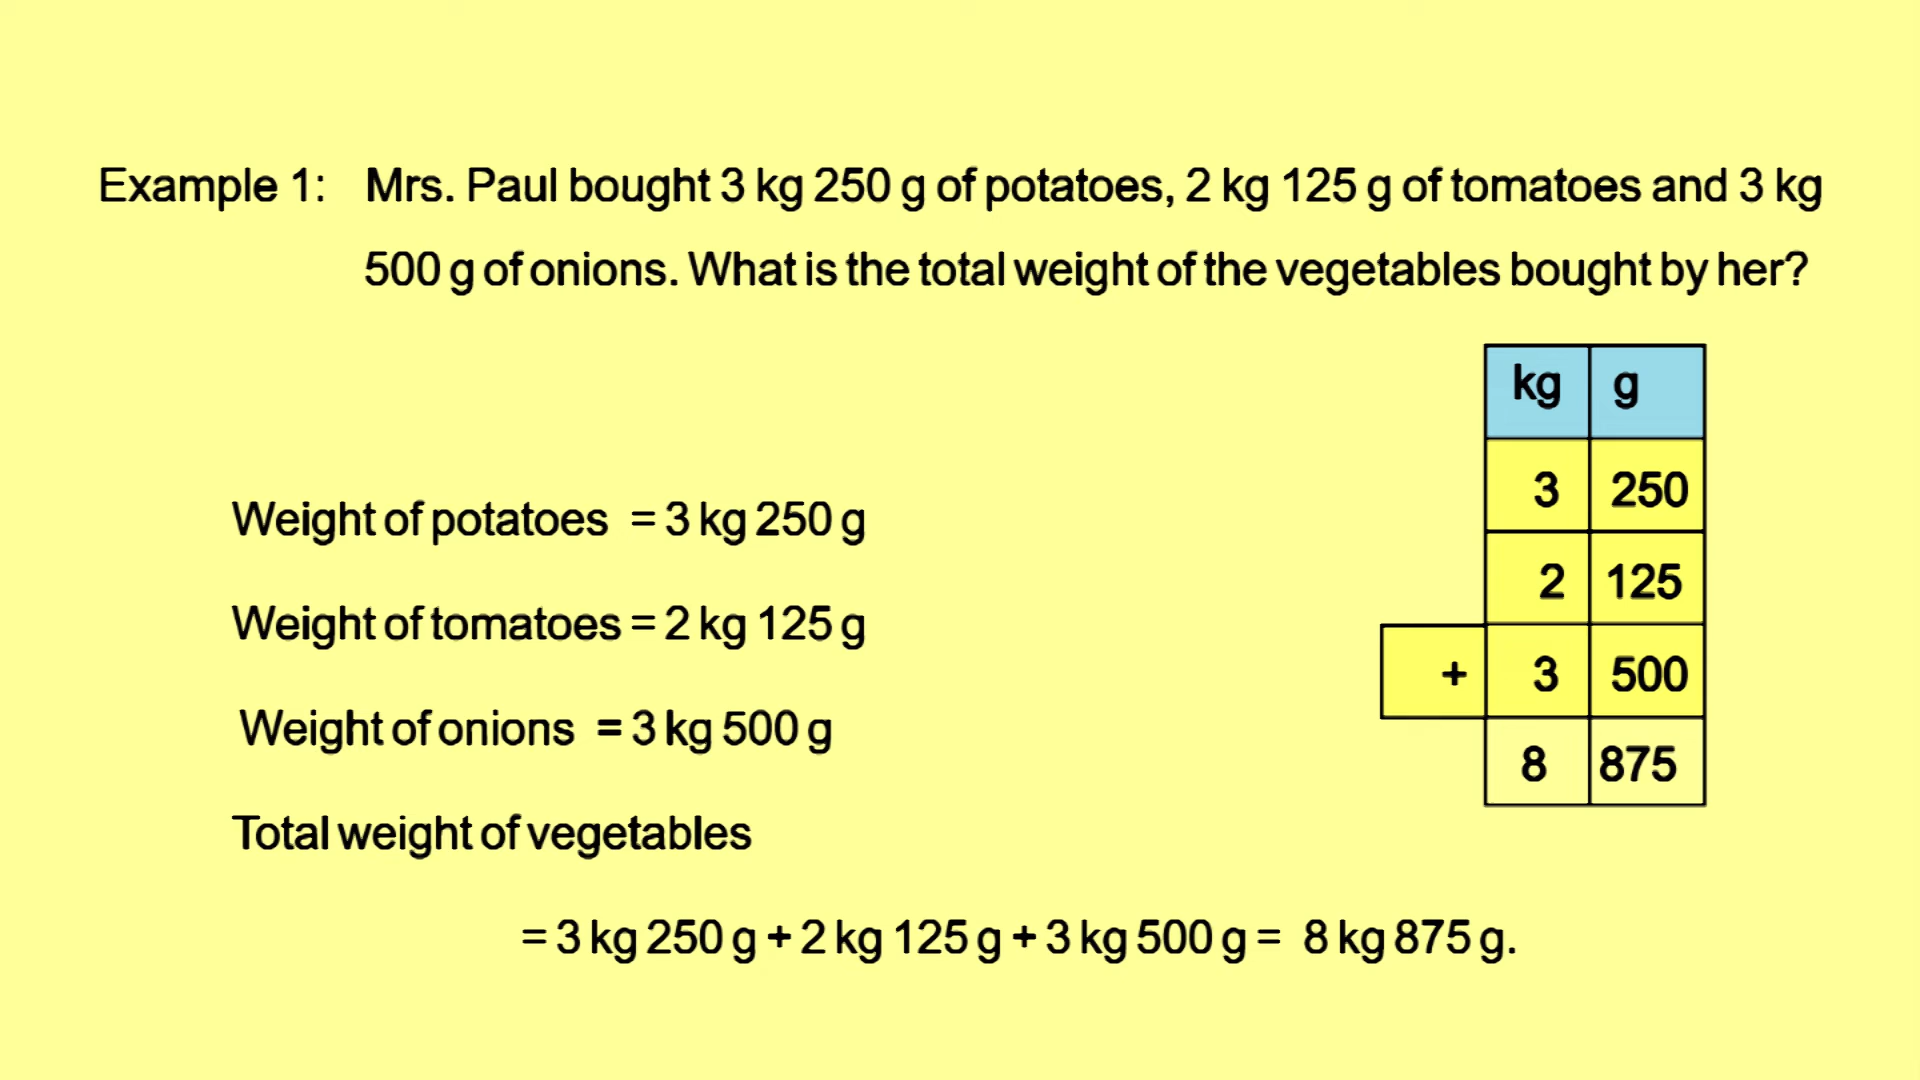 Example 1: Mrs. Paul bought 3 kg 250 g of potatoes, 2 kg 125 g of tomatoes and 3 kg
500 g of onions. What is the total weight of the vegetables bought by her?
kg g
3 250
2 125
+ 3 500
8 875
Weight of potatoes = 3 kg 250 g
Weight of tomatoes = 2 kg 125 g
Weight of onions = 3 kg 500 g
Total weight of vegetables
= 3 kg 250 g + 2 kg 125 g + 3 kg 500 g = 8 kg 875 g.